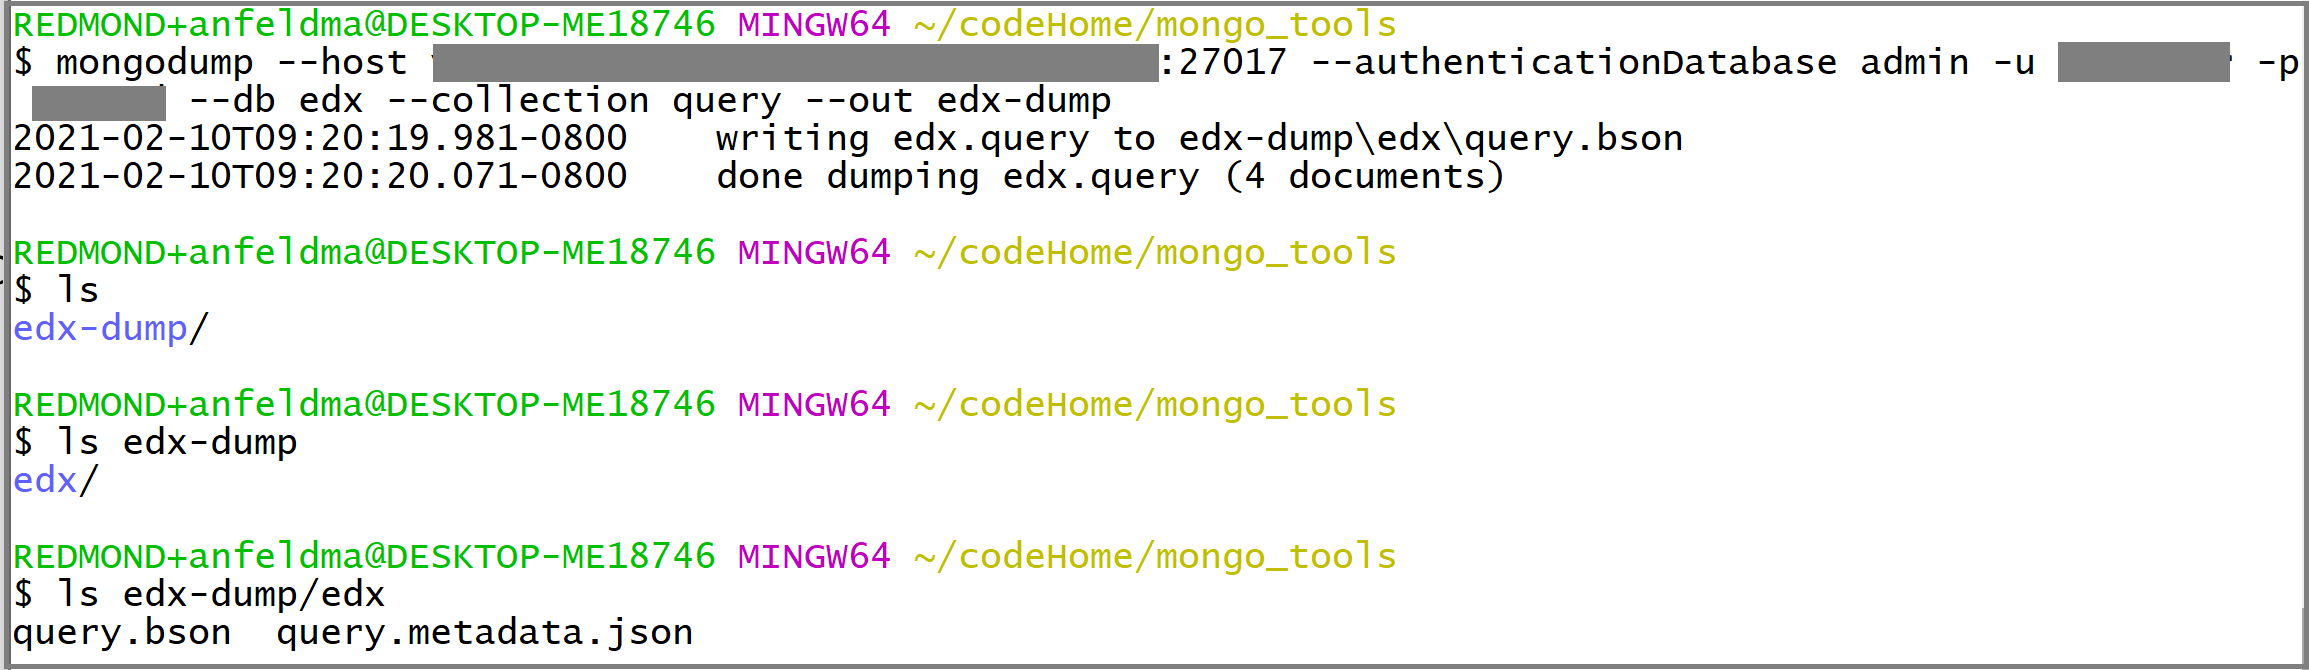 REDMOND+anfeldma@DESKTOP-ME18746 MINGW64 ~/codeHome/mongo_tools
$ mongodump --host :27017 --authenticationDatabase admin -u -p
--db edx --collection query --out edx-dump
2021-02-10T09:20:19.981-0800    writing edx.query to edx-dump\edx\query.bson
2021-02-10T09:20:20.071-0800    done dumping edx.query (4 documents)
REDMOND+anfeldma@DESKTOP-ME18746 MINGW64 ~/codeHome/mongo_tools
$ ls
edx-dump/
REDMOND+anfeldma@DESKTOP-ME18746 MINGW64 ~/codeHome/mongo_tools
$ ls edx-dump
edx/
REDMOND+anfeldma@DESKTOP-ME18746 MINGW64 ~/codeHome/mongo_tools
$ ls edx-dump/edx
query.bson  query.metadata.json